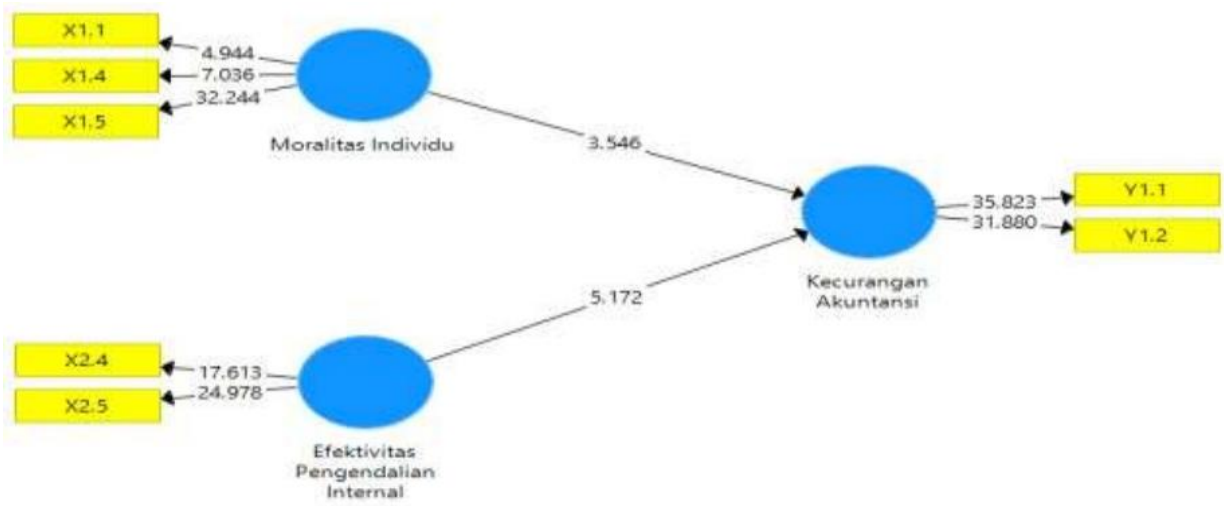 X1.1
X1.4
X1.5
4.944
7.036
32.244
Moralitas Individu
3.546
Y1.1
Y1.2
35.823
31.880
Kecurangan
Akuntansi
5.172
X2.4
X2.5
17.613
24.978
Efektivitas
Pengendalian
Internal